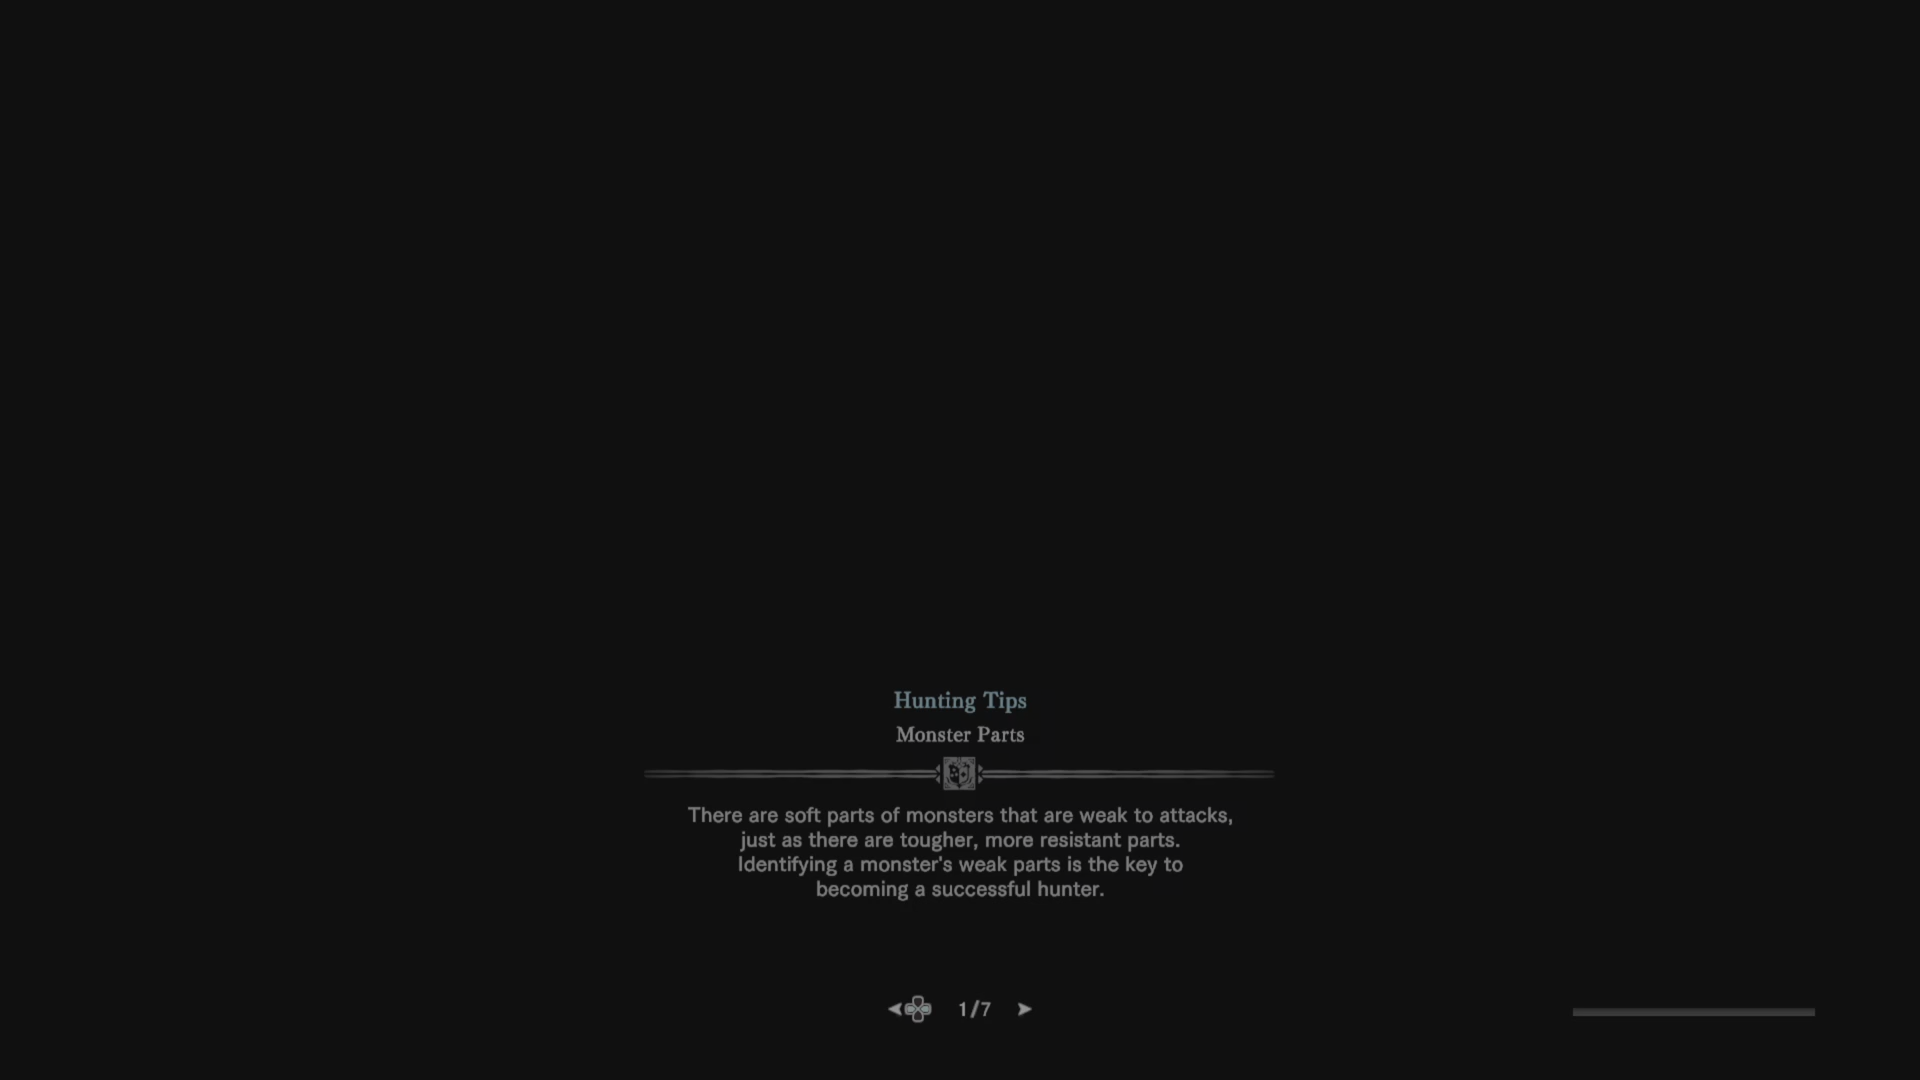 Hunting Tips
Monster Parts
There are soft parts of monsters that are weak to attacks,
just as there are tougher, more resistant parts.
Identifying a monster's weak parts is the key to
becoming a successful hunter.
1/7